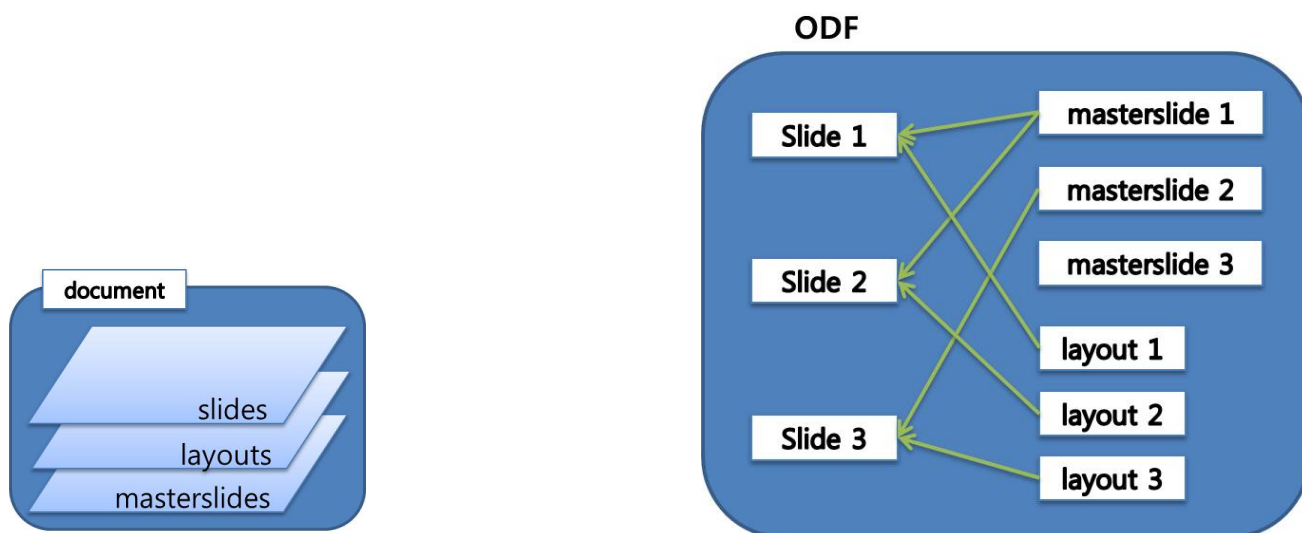 document
slides
layouts
masterslides
ODF
Slide 1
Slide 2
Slide 3
masterslide 1
masterslide 2
masterslide 3
layout 1
layout 2
layout 3